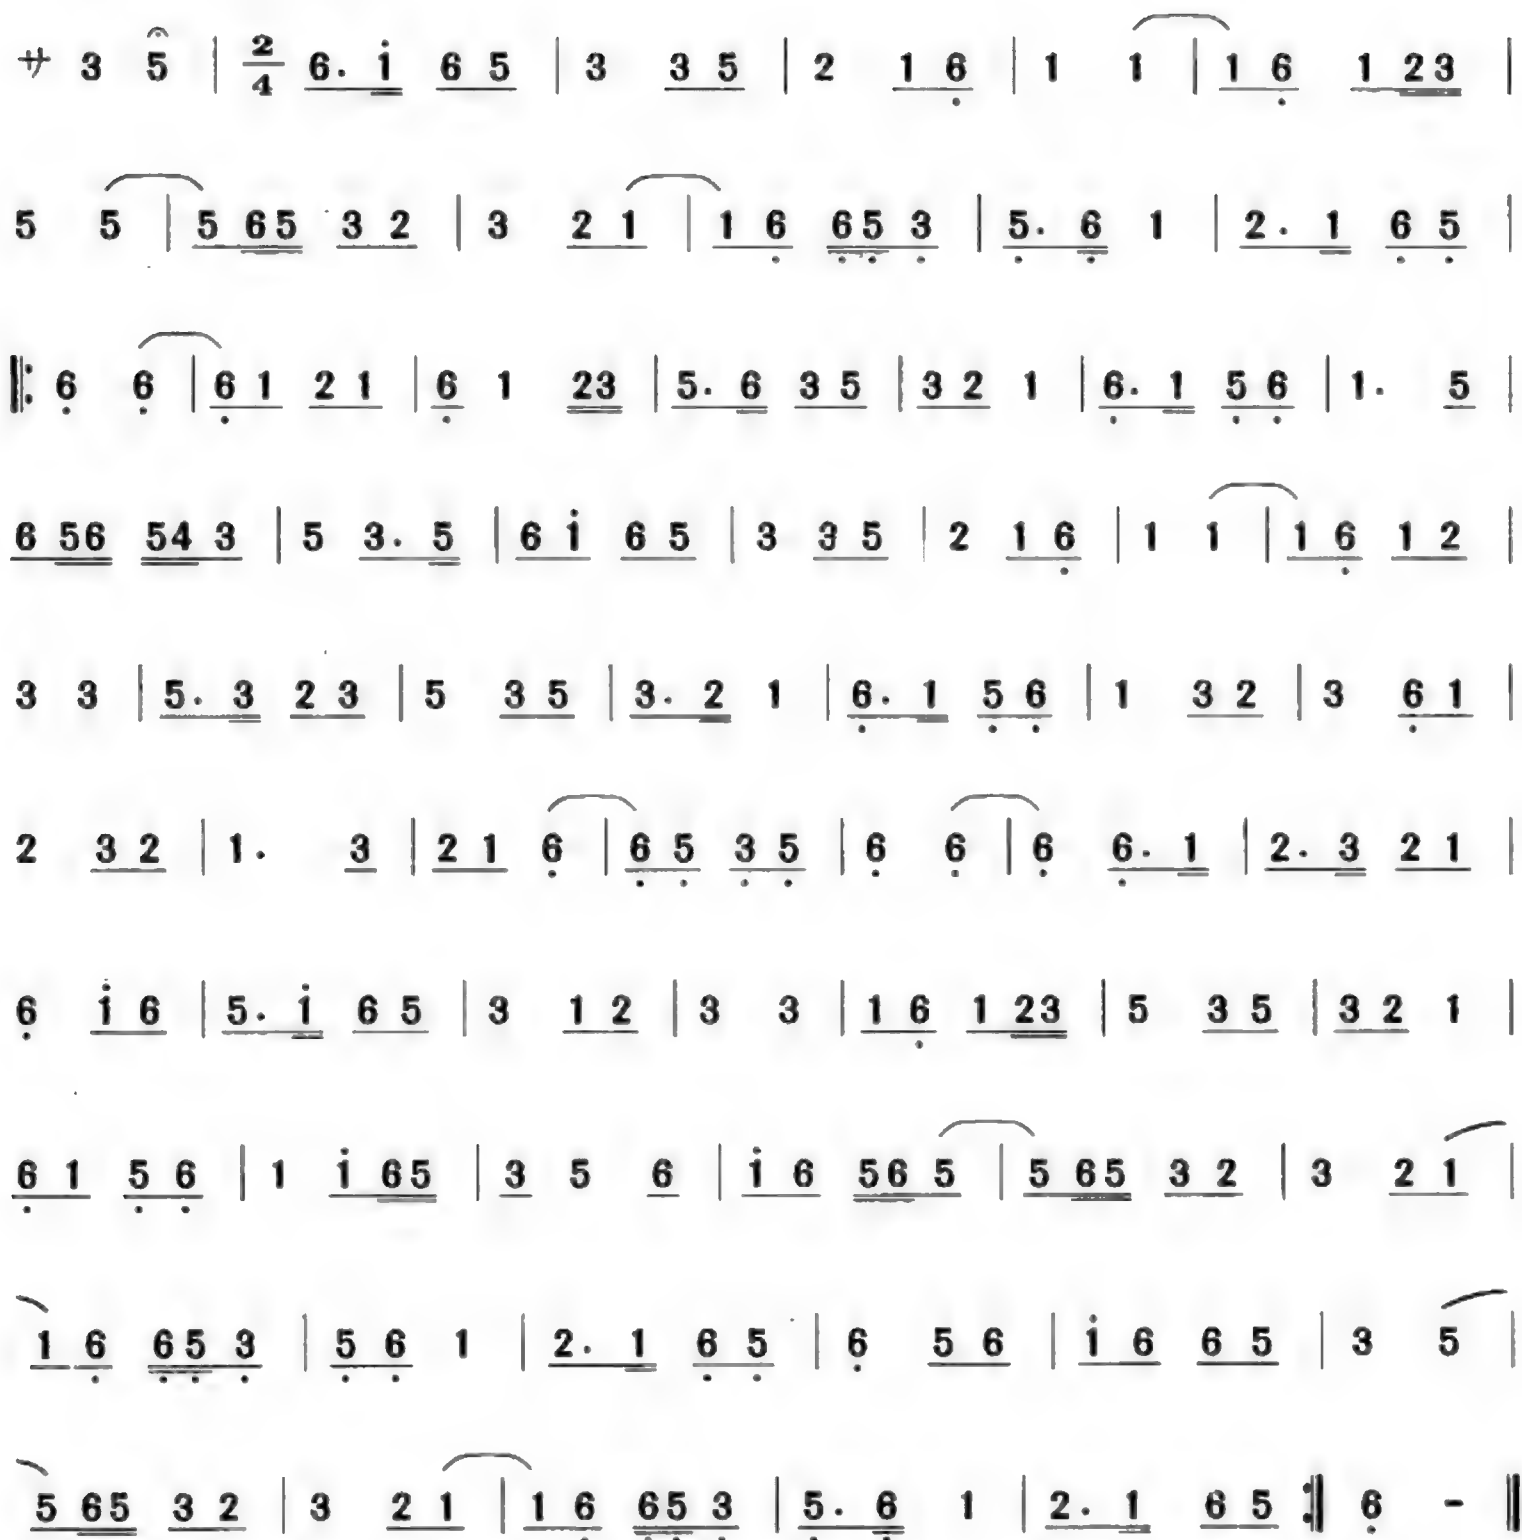 サ 3 5 | 2/4 6. i 6 5 | 3 3 5 | 2 1 6̣ | 1 1 | 1 6̣ 1 23 |
5 5 | 5 65 3 2 | 3 2 1 | 1 6̣ 6̣5̣ 3̣ | 5̣. 6̣ 1 | 2. 1 6̣ 5̣ |
‖: 6̣ 6̣ | 6̣ 1 2 1 | 6̣ 1 23 | 5. 6 3 5 | 3 2 1 | 6̣. 1 5̣ 6̣ | 1. 5 |
6 56 54 3 | 5 3. 5 | 6 i 6 5 | 3 3 5 | 2 1 6̣ | 1 1 | 1 6̣ 1 2 |
3 3 | 5. 3 2 3 | 5 3 5 | 3. 2 1 | 6̣. 1 5̣ 6̣ | 1 3 2 | 3 6̣ 1 |
2 3 2 | 1. 3 | 2 1 6̣ | 6̣ 5̣ 3̣ 5̣ | 6̣ 6̣ | 6̣ 6̣. 1 | 2. 3 2 1 |
6̣ i 6 | 5. i 6 5 | 3 1 2 | 3 3 | 1 6̣ 1 23 | 5 3 5 | 3 2 1 |
6̣ 1 5̣ 6̣ | 1 i 65 | 3 5 6 | i 6 56 5 | 5 65 3 2 | 3 2 1 |
1 6̣ 6̣5̣ 3̣ | 5̣ 6̣ 1 | 2. 1 6̣ 5̣ | 6̣ 5 6 | i 6 6 5 | 3 5 |
5 65 3 2 | 3 2 1 | 1 6̣ 6̣5̣ 3̣ | 5̣. 6̣ 1 | 2. 1 6 5 :‖ 6̣ - ‖